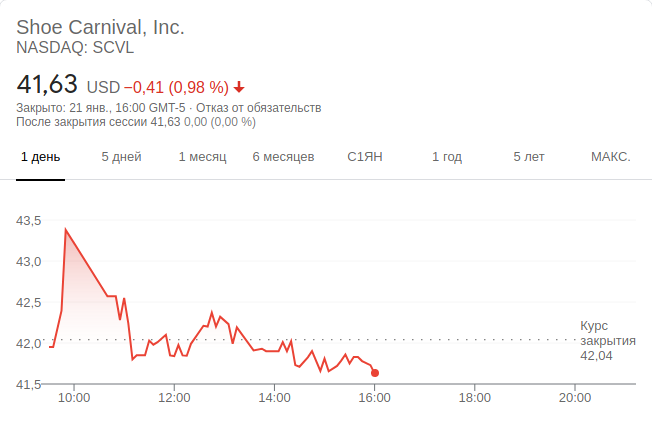 Shoe Carnival, Inc.
NASDAQ: SCVL
41,63 USD −0,41 (0,98 %)
Закрыто: 21 янв., 16:00 GMT-5 · Отказ от обязательств
После закрытия сессии 41,63 0,00 (0,00 %)
1 день 5 дней 1 месяц 6 месяцев С1ЯН 1 год 5 лет МАКС.
43,5
43,0
42,5
42,0
41,5
Курс
закрытия
42,04
10:00 12:00 14:00 16:00 18:00 20:00